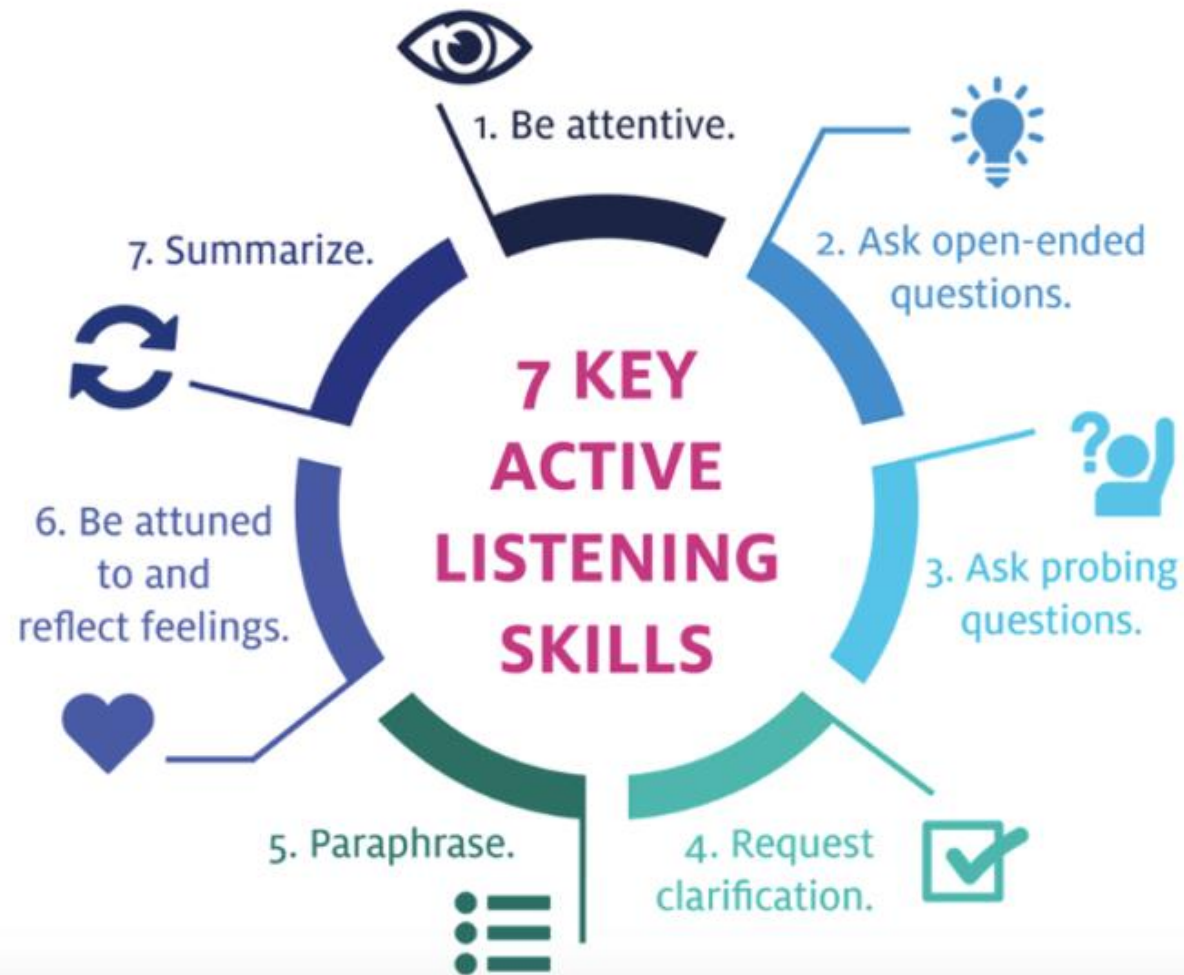 1. Be attentive.
2. Ask open-ended
questions.
3. Ask probing
questions.
4. Request
clarification.
5. Paraphrase.
6. Be attuned
to and
reflect feelings.
7. Summarize.
7 KEY
ACTIVE
LISTENING
SKILLS